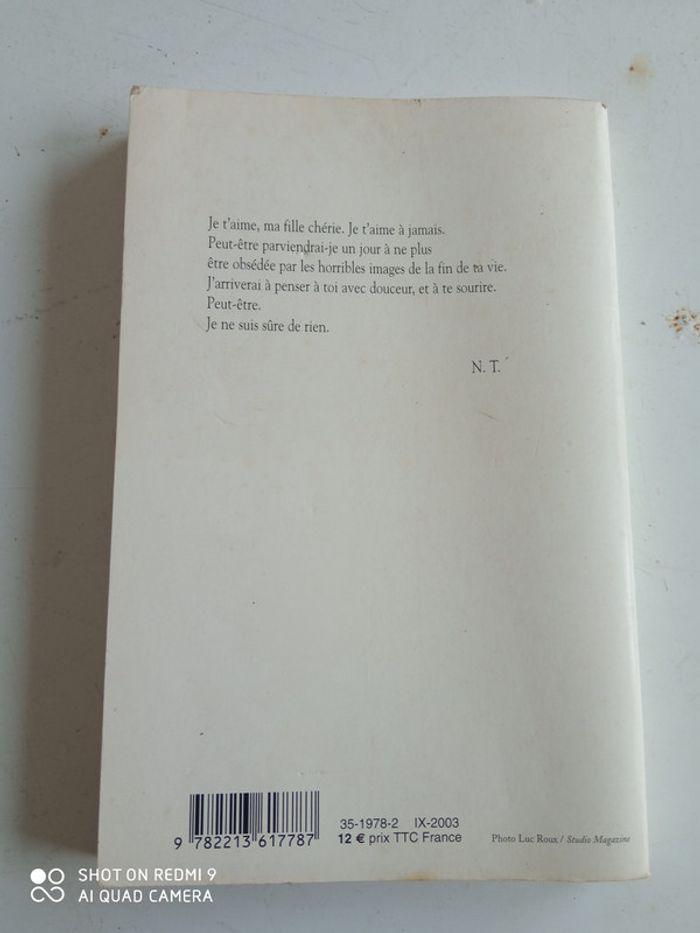 Je t'aime, ma fille chérie. Je t'aime à jamais.
Peut-être parviendrai-je un jour à ne plus
être obsédée par les horribles images de la fin de ta vie.
J'arriverai à penser à toi avec douceur, et à te sourire.
Peut-être.
Je ne suis sûre de rien.
N. T.
9 782213 617787
35-1978-2 IX-2003
12 € prix TTC France
Photo Luc Roux / Studio Magazine
SHOT ON REDMI 9
AI QUAD CAMERA